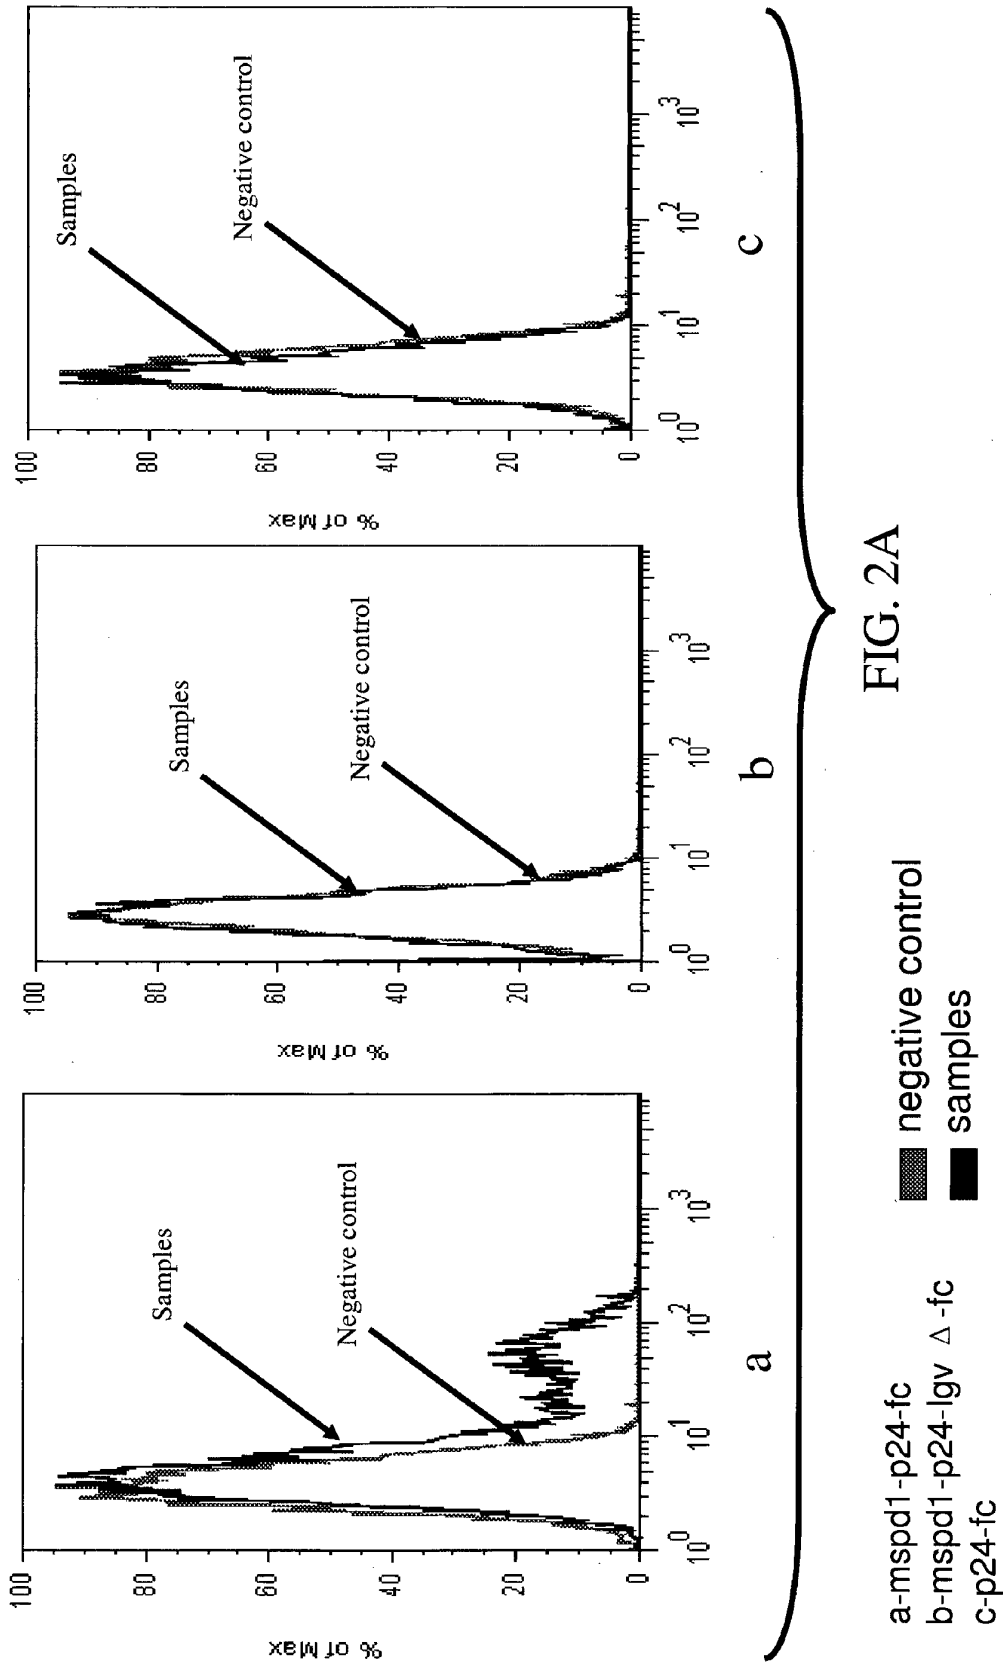 100
80
60
40
20
0
% of Max
10^0
10^1
10^2
10^3
Samples
Negative control
a
100
80
60
40
20
0
% of Max
10^0
10^1
10^2
10^3
Samples
Negative control
b
100
80
60
40
20
0
% of Max
10^0
10^1
10^2
10^3
Samples
Negative control
c
FIG. 2A
a-mspd1-p24-fc
b-mspd1-p24-Igv Δ -fc
c-p24-fc
negative control
samples